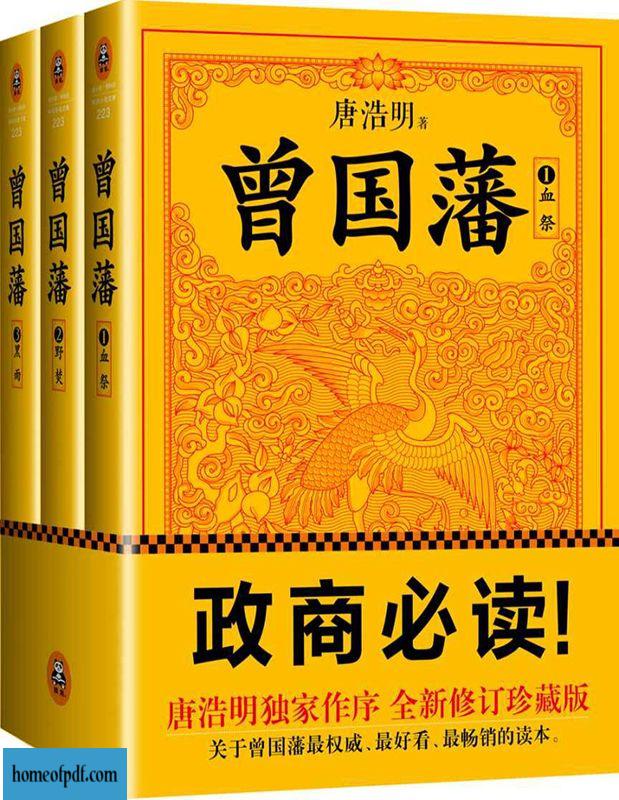 唐浩明 著
曾国藩
1 血祭
曾国藩
3 黑雨
曾国藩
2 野焚
曾国藩
1 血祭
223
223
223
政商必读!
唐浩明独家作序 全新修订珍藏版
关于曾国藩最权威、最好看、最畅销的读本。
homeofpdf.com